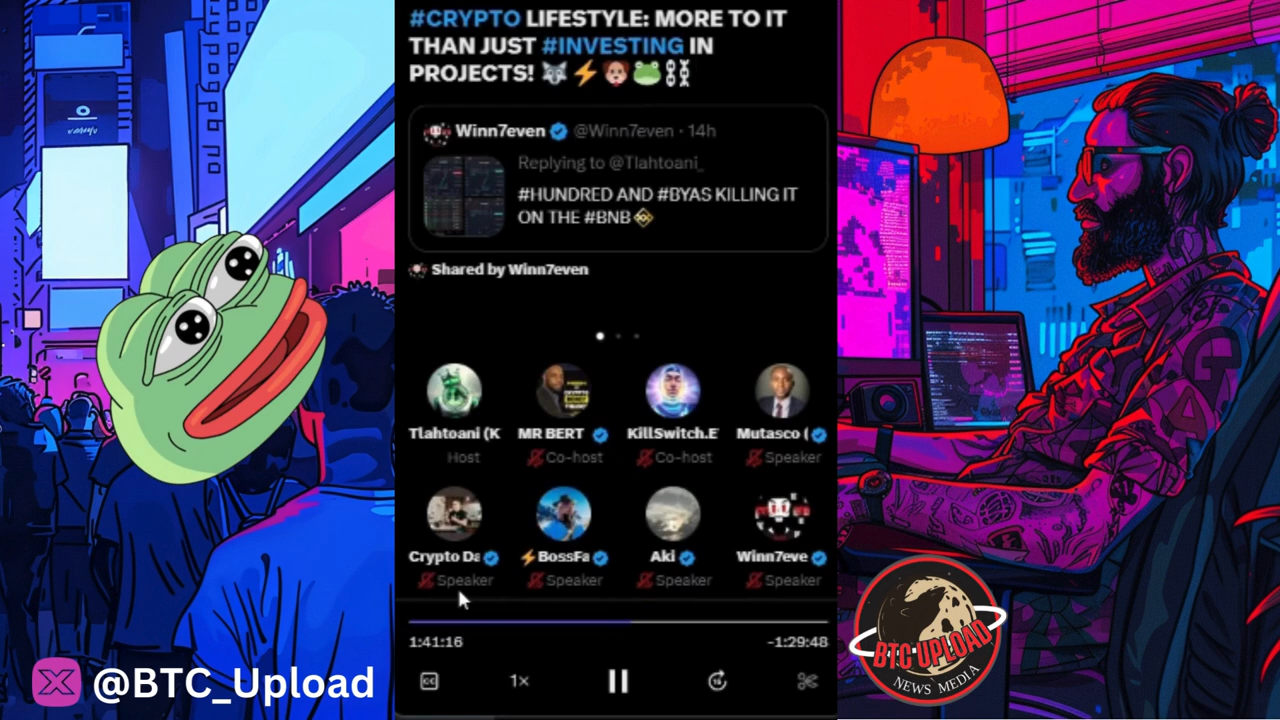 #CRYPTO LIFESTYLE: MORE TO IT
THAN JUST #INVESTING IN
PROJECTS! 🐺⚡🐶🐸⛓
Winn7even @Winn7even · 14h
Replying to @Tlahtoani_
#HUNDRED AND #BYAS KILLING IT
ON THE #BNB
Shared by Winn7even
Tlahtoani (K MR BERT KillSwitch.E Mutasco (
Host Co-host Co-host Speaker
Crypto Da ⚡BossFa Aki Winn7eve
Speaker Speaker Speaker Speaker
1:41:16 -1:29:48
CC 1× 15
@BTC_Upload
BTC UPLOAD
NEWS MEDIA